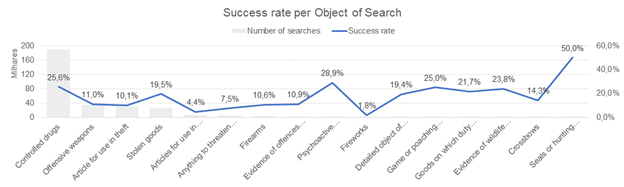 Success rate per Object of Search
Number of searches
Success rate
Milhares
200
160
120
80
40
0
60,0%
40,0%
20,0%
0,0%
25,6%
11,0%
10,1%
19,5%
4,4%
7,5%
10,6%
10,9%
28,9%
1,8%
19,4%
25,0%
21,7%
23,8%
14,3%
50,0%
Controlled drugs
Offensive weapons
Article for use in theft
Stolen goods
Articles for use in...
Anything to threaten...
Firearms
Evidence of offences...
Psychoactive...
Fireworks
Detailed object of...
Game or poaching...
Goods on which duty...
Evidence of wildlife...
Crossbows
Seals or hunting...